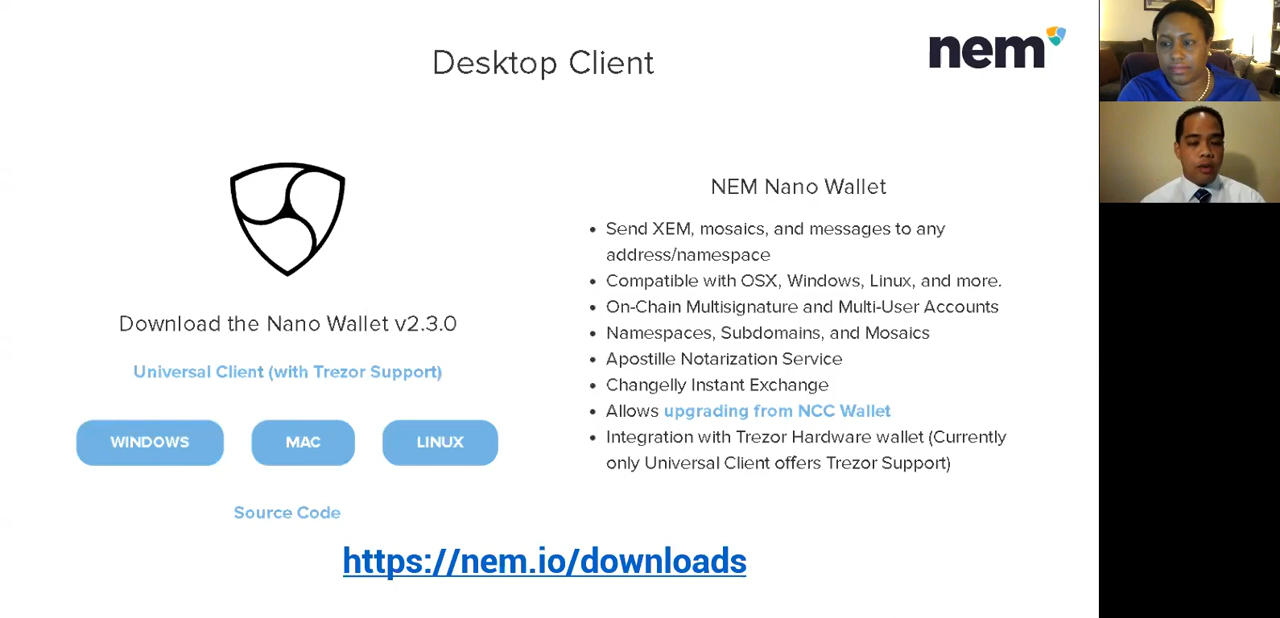 Desktop Client
nem
Download the Nano Wallet v2.3.0
Universal Client (with Trezor Support)
WINDOWS
MAC
LINUX
Source Code
NEM Nano Wallet
• Send XEM, mosaics, and messages to any
address/namespace
• Compatible with OSX, Windows, Linux, and more.
• On-Chain Multisignature and Multi-User Accounts
• Namespaces, Subdomains, and Mosaics
• Apostille Notarization Service
• Changelly Instant Exchange
• Allows upgrading from NCC Wallet
• Integration with Trezor Hardware wallet (Currently
only Universal Client offers Trezor Support)
https://nem.io/downloads